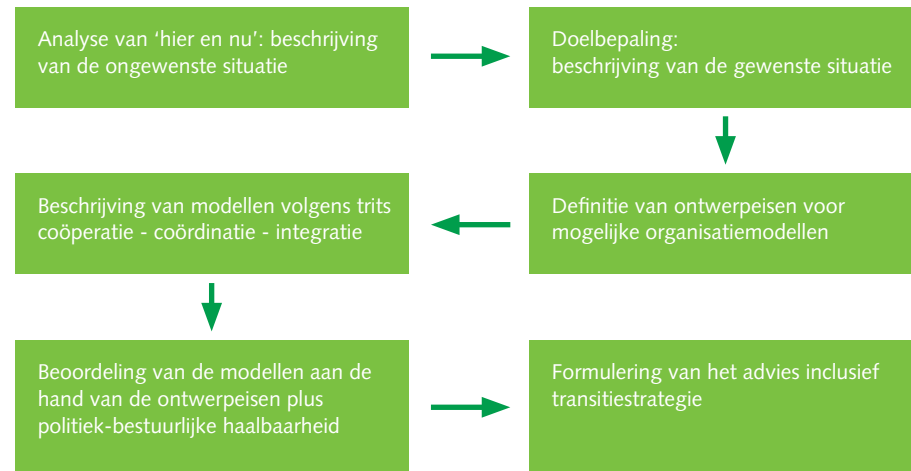 Analyse van ‘hier en nu’: beschrijving
van de ongewenste situatie
Doelbepaling:
beschrijving van de gewenste situatie
Definitie van ontwerpeisen voor
mogelijke organisatiemodellen
Beschrijving van modellen volgens trits
coöperatie - coördinatie - integratie
Beoordeling van de modellen aan de
hand van de ontwerpeisen plus
politiek-bestuurlijke haalbaarheid
Formulering van het advies inclusief
transitiestrategie